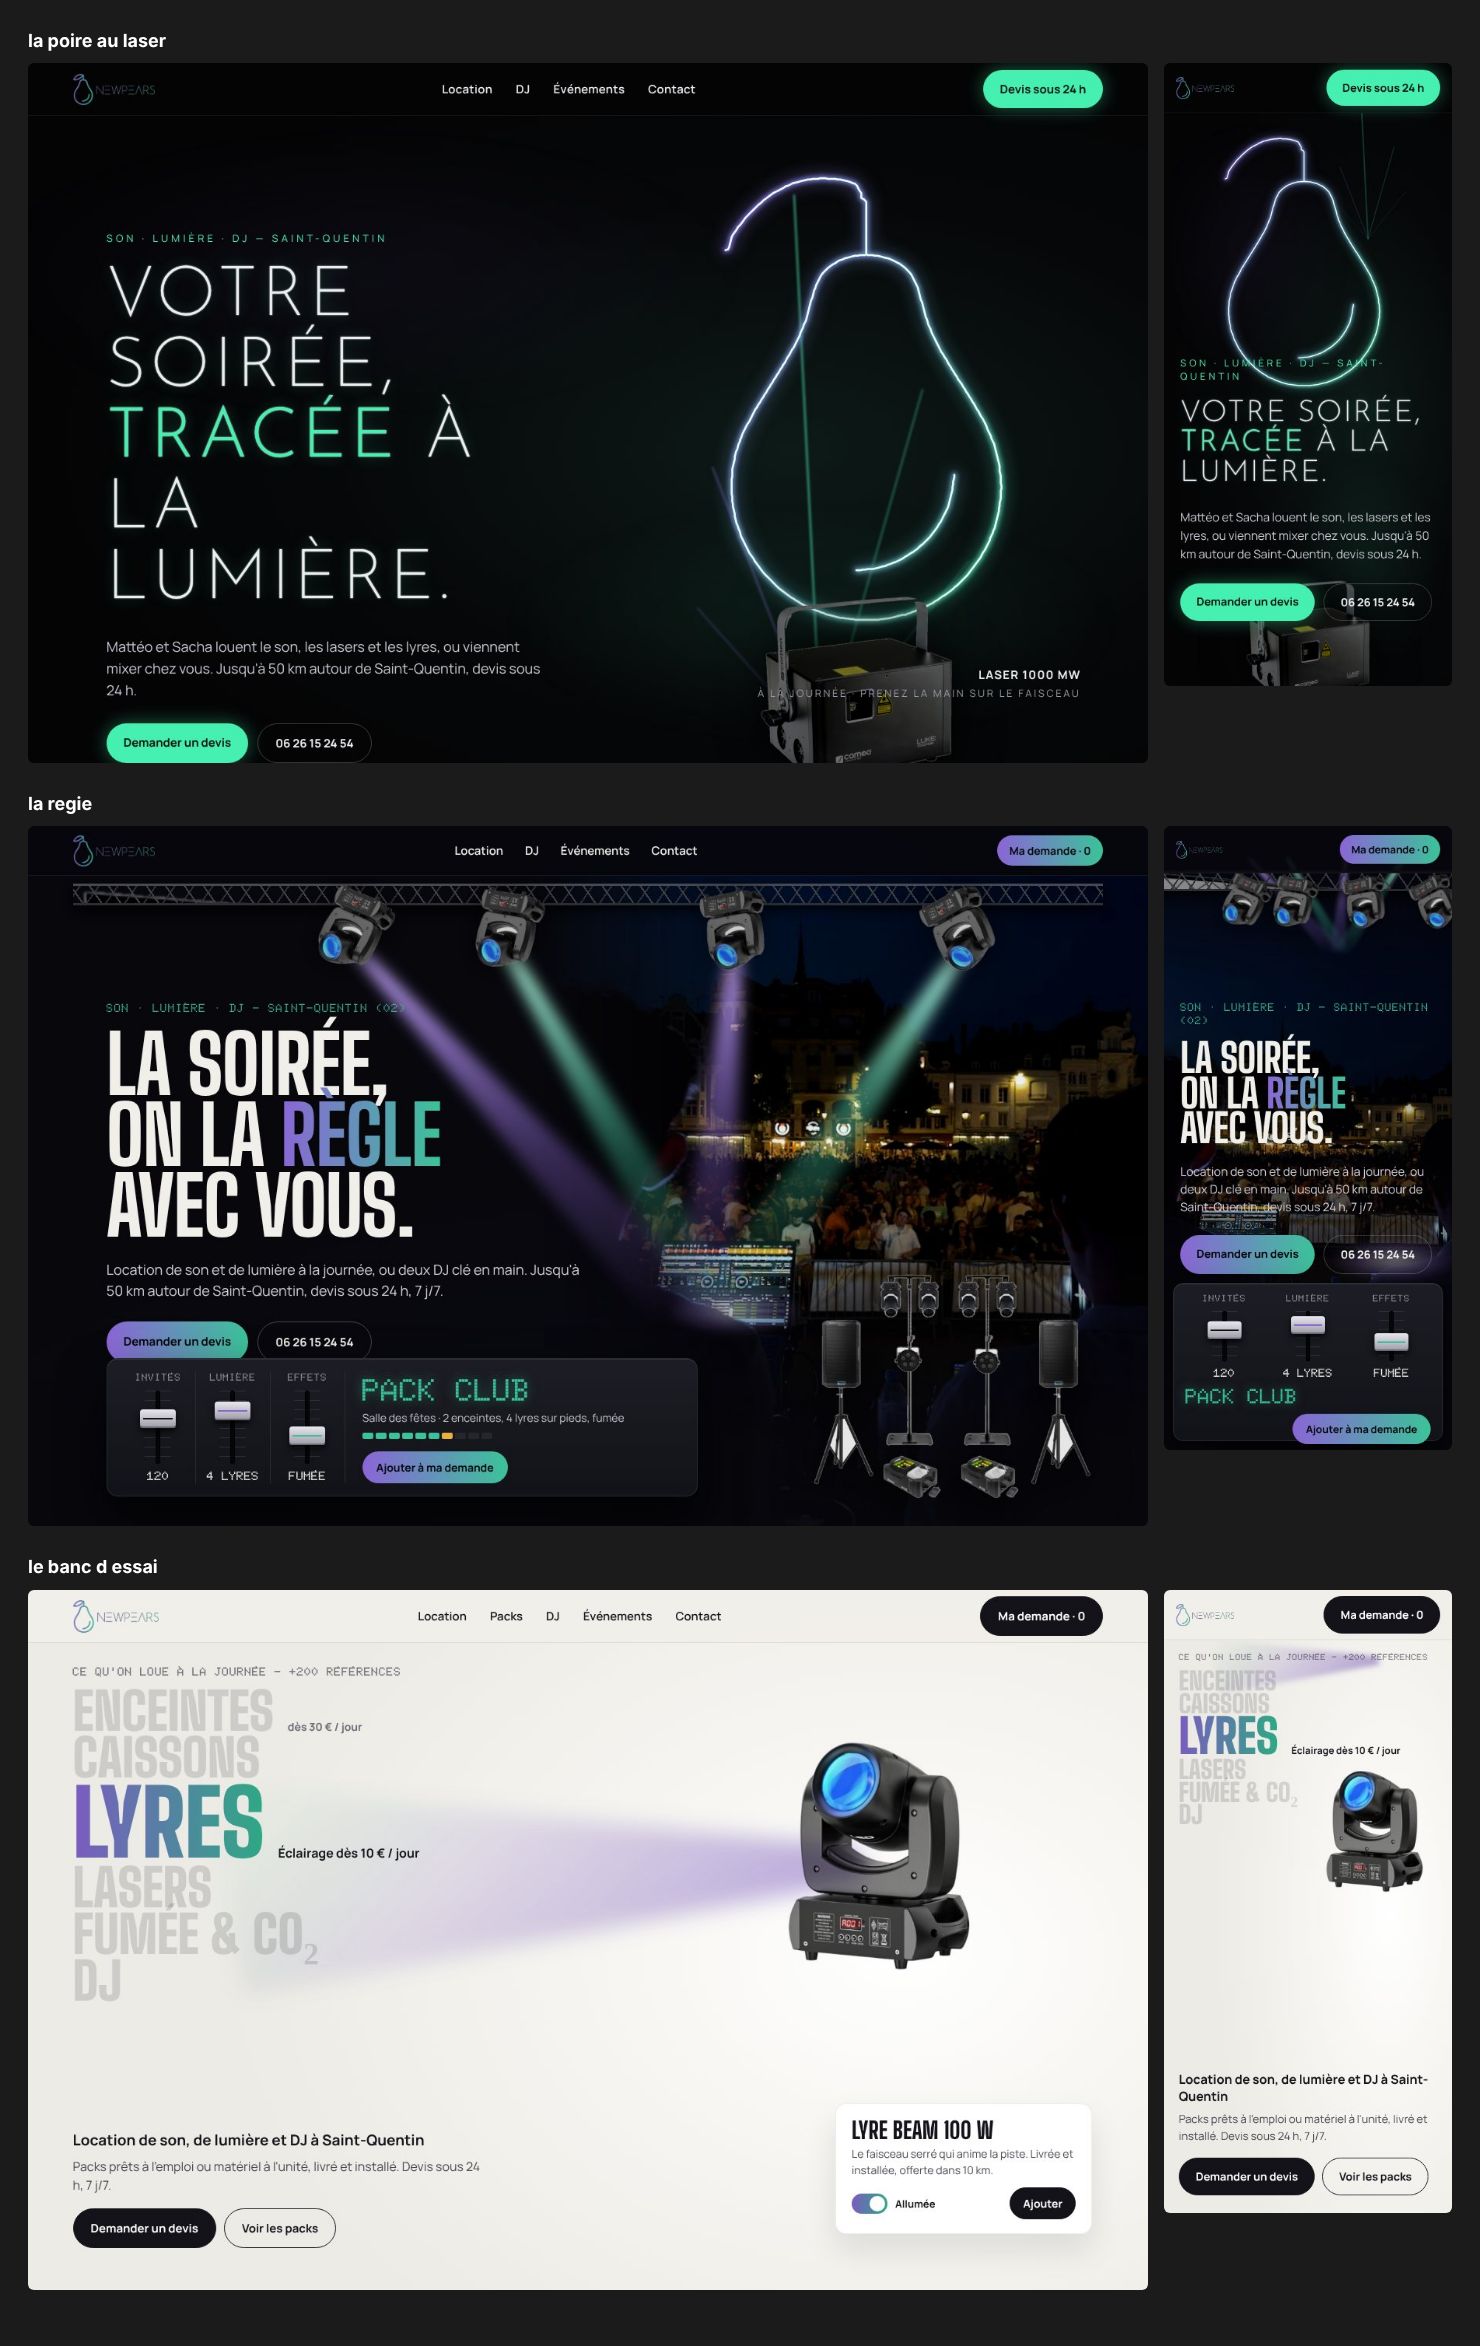 la poire au laser
NEWPEARS
Location DJ Événements Contact
Devis sous 24 h
SON · LUMIÈRE · DJ — SAINT-QUENTIN
VOTRE
SOIRÉE,
TRACÉE À
LA
LUMIÈRE.
Mattéo et Sacha louent le son, les lasers et les lyres, ou viennent
mixer chez vous. Jusqu'à 50 km autour de Saint-Quentin, devis sous
24 h.
Demander un devis
06 26 15 24 54
LASER 1000 MW
À LA JOURNÉE · PRENEZ LA MAIN SUR LE FAISCEAU
cameo
LUKE
NEWPEARS
Devis sous 24 h
SON · LUMIÈRE · DJ — SAINT-
QUENTIN
VOTRE SOIRÉE,
TRACÉE À LA
LUMIÈRE.
Mattéo et Sacha louent le son, les lasers et les
lyres, ou viennent mixer chez vous. Jusqu'à 50
km autour de Saint-Quentin, devis sous 24 h.
Demander un devis
06 26 15 24 54
la regie
NEWPEARS
Location DJ Événements Contact
Ma demande · 0
SON · LUMIÈRE · DJ — SAINT-QUENTIN (02)
LA SOIRÉE,
ON LA RÈGLE
AVEC VOUS.
Location de son et de lumière à la journée, ou deux DJ clé en main. Jusqu'à
50 km autour de Saint-Quentin, devis sous 24 h, 7 j/7.
Demander un devis
06 26 15 24 54
INVITÉS LUMIÈRE EFFETS
120 4 LYRES FUMÉE
PACK CLUB
Salle des fêtes · 2 enceintes, 4 lyres sur pieds, fumée
Ajouter à ma demande
NEWPEARS
Ma demande · 0
SON · LUMIÈRE · DJ — SAINT-QUENTIN
(02)
LA SOIRÉE,
ON LA RÈGLE
AVEC VOUS.
Location de son et de lumière à la journée, ou
deux DJ clé en main. Jusqu'à 50 km autour de
Saint-Quentin, devis sous 24 h, 7 j/7.
Demander un devis
06 26 15 24 54
INVITÉS LUMIÈRE EFFETS
120 4 LYRES FUMÉE
PACK CLUB
Ajouter à ma demande
le banc d essai
NEWPEARS
Location Packs DJ Événements Contact
Ma demande · 0
CE QU'ON LOUE À LA JOURNÉE — +200 RÉFÉRENCES
ENCEINTES dès 30 € / jour
CAISSONS
LYRES Éclairage dès 10 € / jour
LASERS
FUMÉE & CO₂
DJ
Location de son, de lumière et DJ à Saint-Quentin
Packs prêts à l'emploi ou matériel à l'unité, livré et installé. Devis sous 24
h, 7 j/7.
Demander un devis
Voir les packs
LYRE BEAM 100 W
Le faisceau serré qui anime la piste. Livrée et
installée, offerte dans 10 km.
Allumée
Ajouter
NEWPEARS
Ma demande · 0
CE QU'ON LOUE À LA JOURNÉE — +200 RÉFÉRENCES
ENCEINTES
CAISSONS
LYRES Éclairage dès 10 € / jour
LASERS
FUMÉE & CO₂
DJ
Location de son, de lumière et DJ à Saint-
Quentin
Packs prêts à l'emploi ou matériel à l'unité, livré et
installé. Devis sous 24 h, 7 j/7.
Demander un devis
Voir les packs